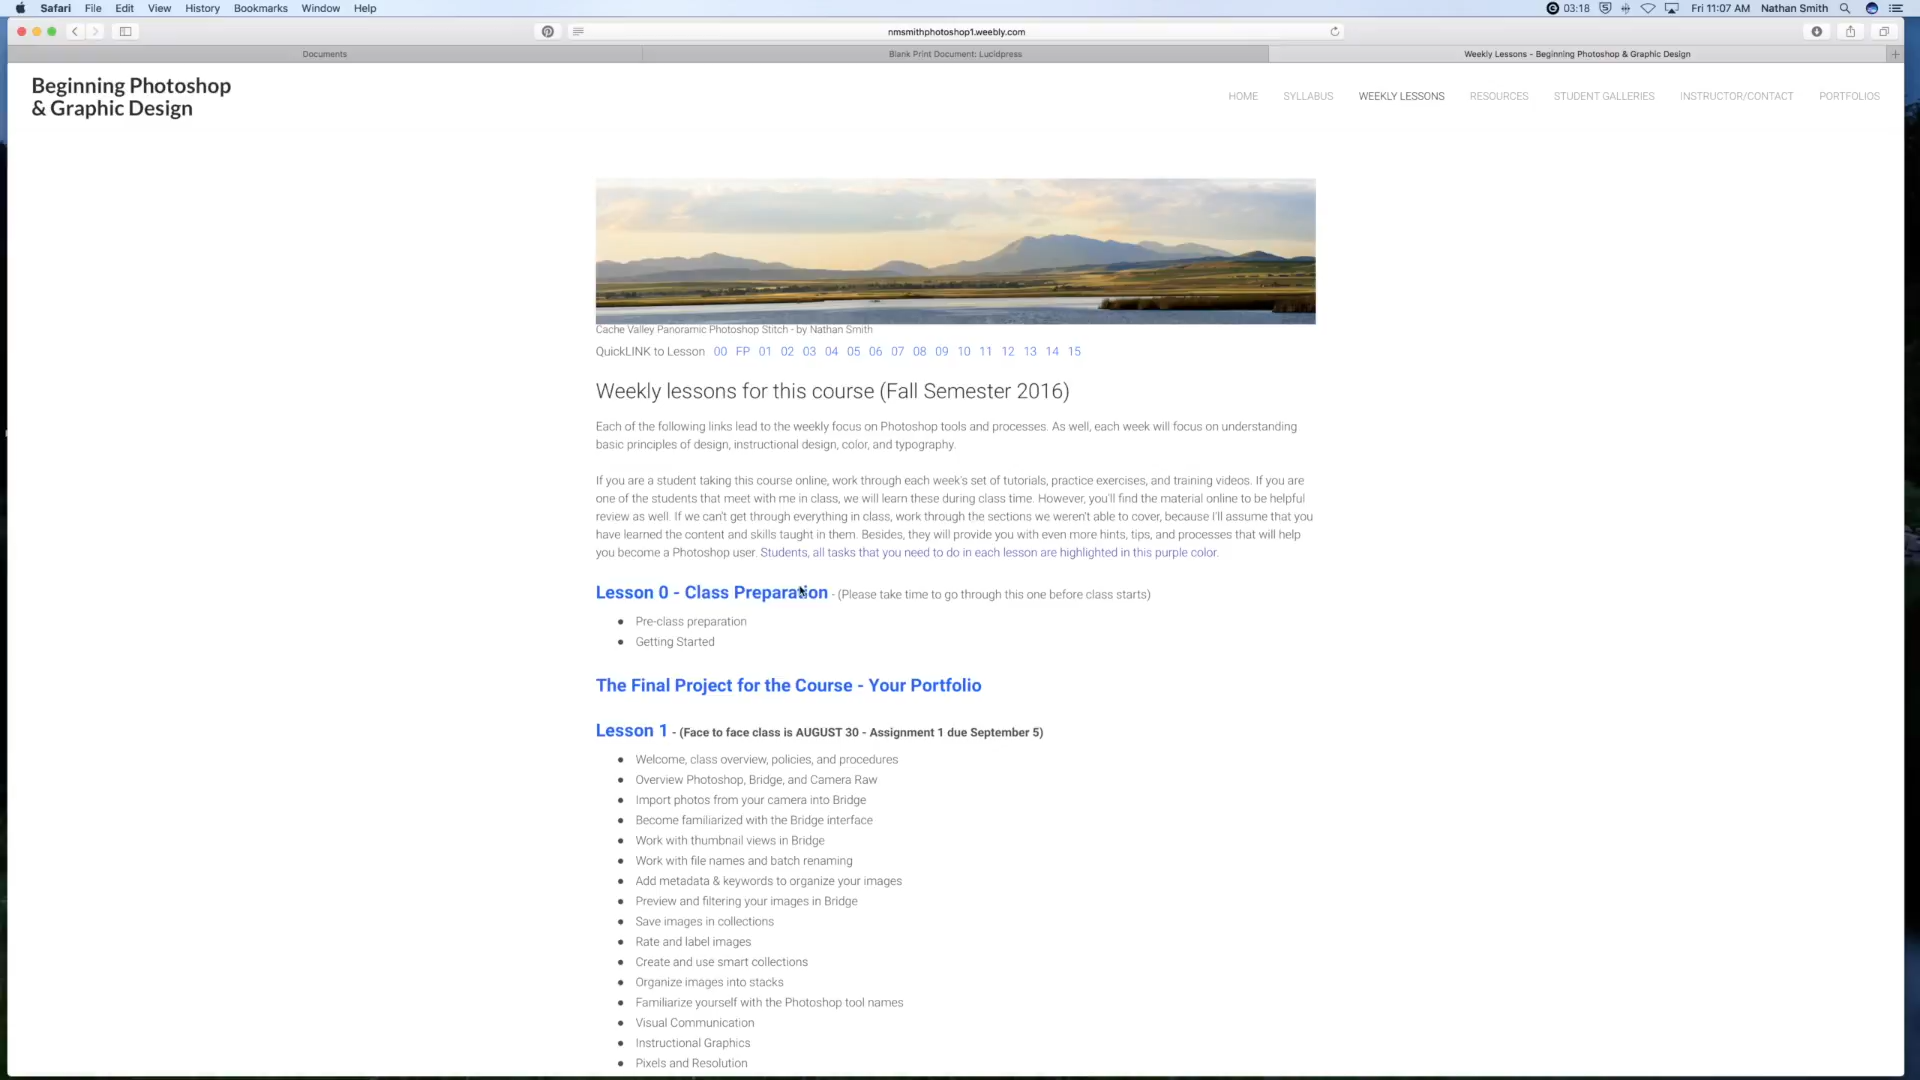 Safari File Edit View History Bookmarks Window Help 03:18 Fri 11:07 AM Nathan Smith
nmsmithphotoshop1.weebly.com
Documents Blank Print Document: Lucidpress Weekly Lessons - Beginning Photoshop & Graphic Design
Beginning Photoshop
& Graphic Design
HOME SYLLABUS WEEKLY LESSONS RESOURCES STUDENT GALLERIES INSTRUCTOR/CONTACT PORTFOLIOS
Cache Valley Panoramic Photoshop Stitch - by Nathan Smith
QuickLINK to Lesson 00 FP 01 02 03 04 05 06 07 08 09 10 11 12 13 14 15
Weekly lessons for this course (Fall Semester 2016)
Each of the following links lead to the weekly focus on Photoshop tools and processes. As well, each week will focus on understanding
basic principles of design, instructional design, color, and typography.
If you are a student taking this course online, work through each week's set of tutorials, practice exercises, and training videos. If you are
one of the students that meet with me in class, we will learn these during class time. However, you'll find the material online to be helpful
review as well. If we can't get through everything in class, work through the sections we weren't able to cover, because I'll assume that you
have learned the content and skills taught in them. Besides, they will provide you with even more hints, tips, and processes that will help
you become a Photoshop user. Students, all tasks that you need to do in each lesson are highlighted in this purple color.
Lesson 0 - Class Preparation - (Please take time to go through this one before class starts)
● Pre-class preparation
● Getting Started
The Final Project for the Course - Your Portfolio
Lesson 1 - (Face to face class is AUGUST 30 - Assignment 1 due September 5)
● Welcome, class overview, policies, and procedures
● Overview Photoshop, Bridge, and Camera Raw
● Import photos from your camera into Bridge
● Become familiarized with the Bridge interface
● Work with thumbnail views in Bridge
● Work with file names and batch renaming
● Add metadata & keywords to organize your images
● Preview and filtering your images in Bridge
● Save images in collections
● Rate and label images
● Create and use smart collections
● Organize images into stacks
● Familiarize yourself with the Photoshop tool names
● Visual Communication
● Instructional Graphics
● Pixels and Resolution